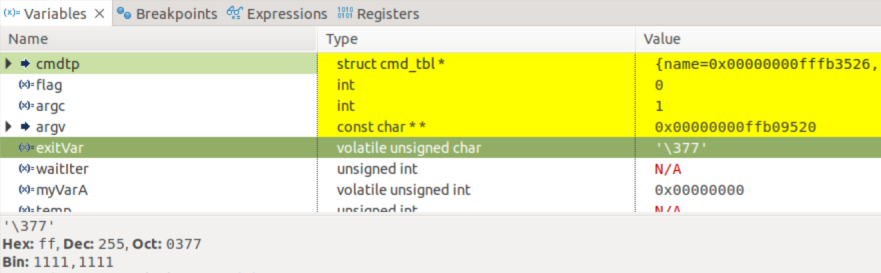 (x)= Variables × Breakpoints Expressions 1010 0101 Registers
Name Type Value
cmdtp struct cmd_tbl * {name=0x00000000fffb3526,
(x)= flag int 0
(x)= argc int 1
argv const char * * 0x00000000ffb09520
(x)= exitVar volatile unsigned char '\377'
(x)= waitIter unsigned int N/A
(x)= myVarA volatile unsigned int 0x00000000
(x)= temp unsigned int N/A
'\377'
Hex: ff, Dec: 255, Oct: 0377
Bin: 1111,1111